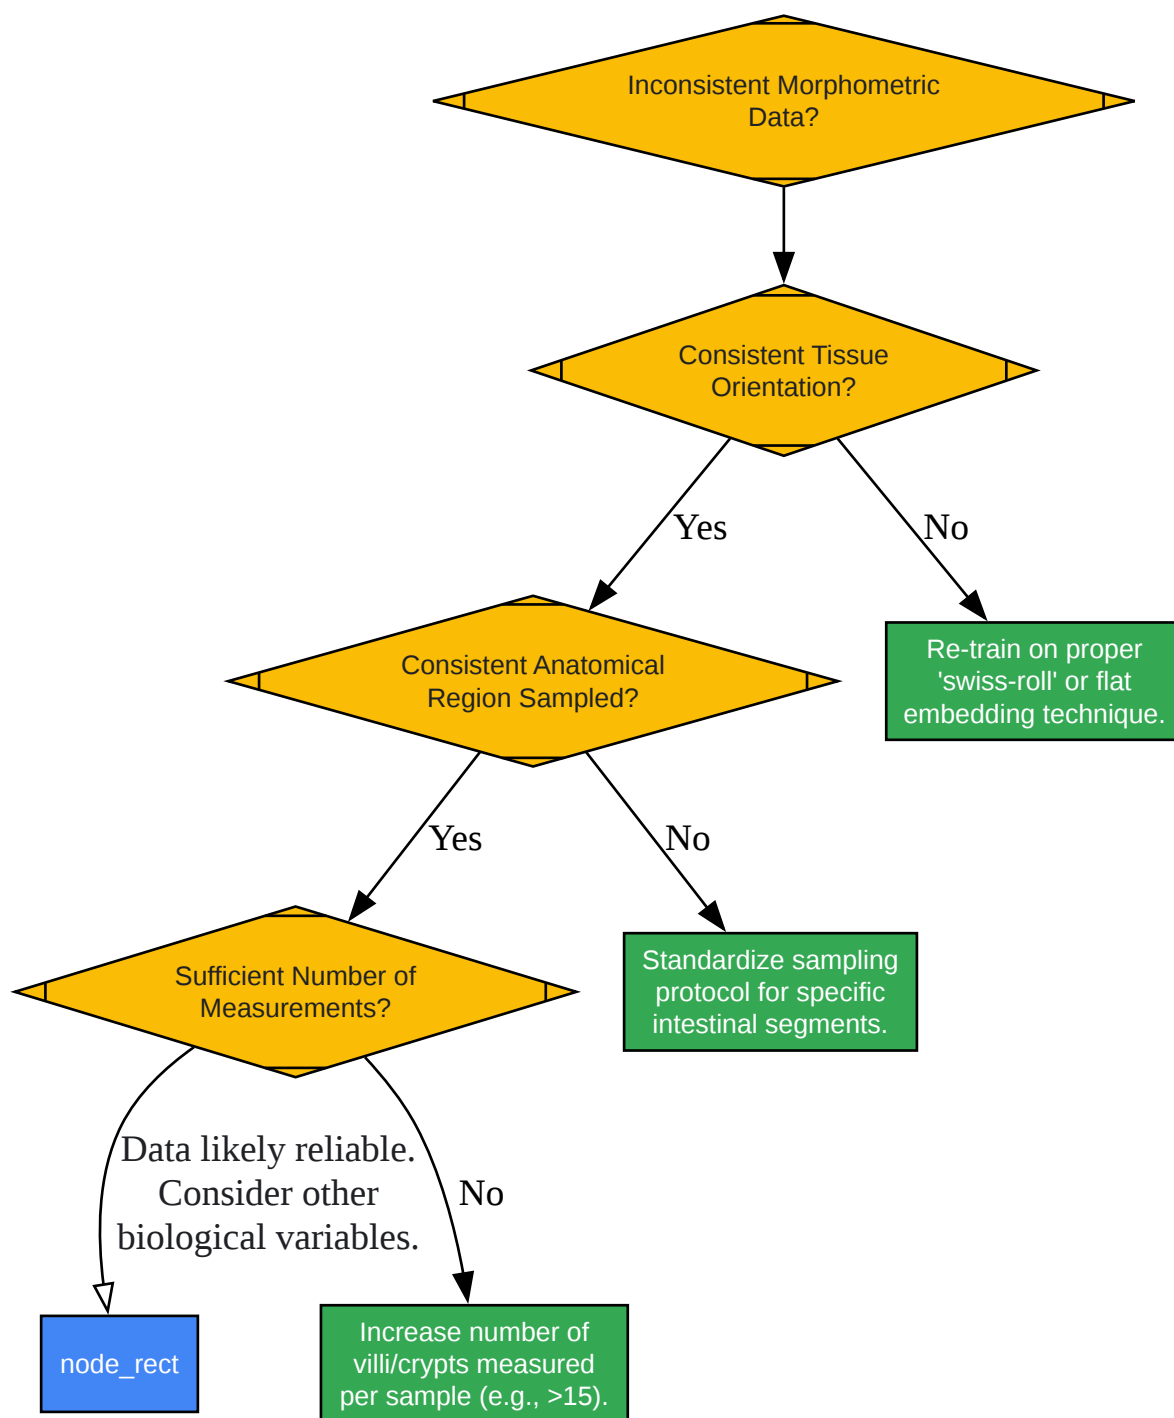 Inconsistent Morphometric
Data?
Consistent Tissue
Orientation?
Yes
No
Consistent Anatomical
Region Sampled?
Re-train on proper
'swiss-roll' or flat
embedding technique.
Yes
No
Sufficient Number of
Measurements?
Standardize sampling
protocol for specific
intestinal segments.
Data likely reliable.
Consider other
biological variables.
No
node_rect
Increase number of
villi/crypts measured
per sample (e.g., >15).